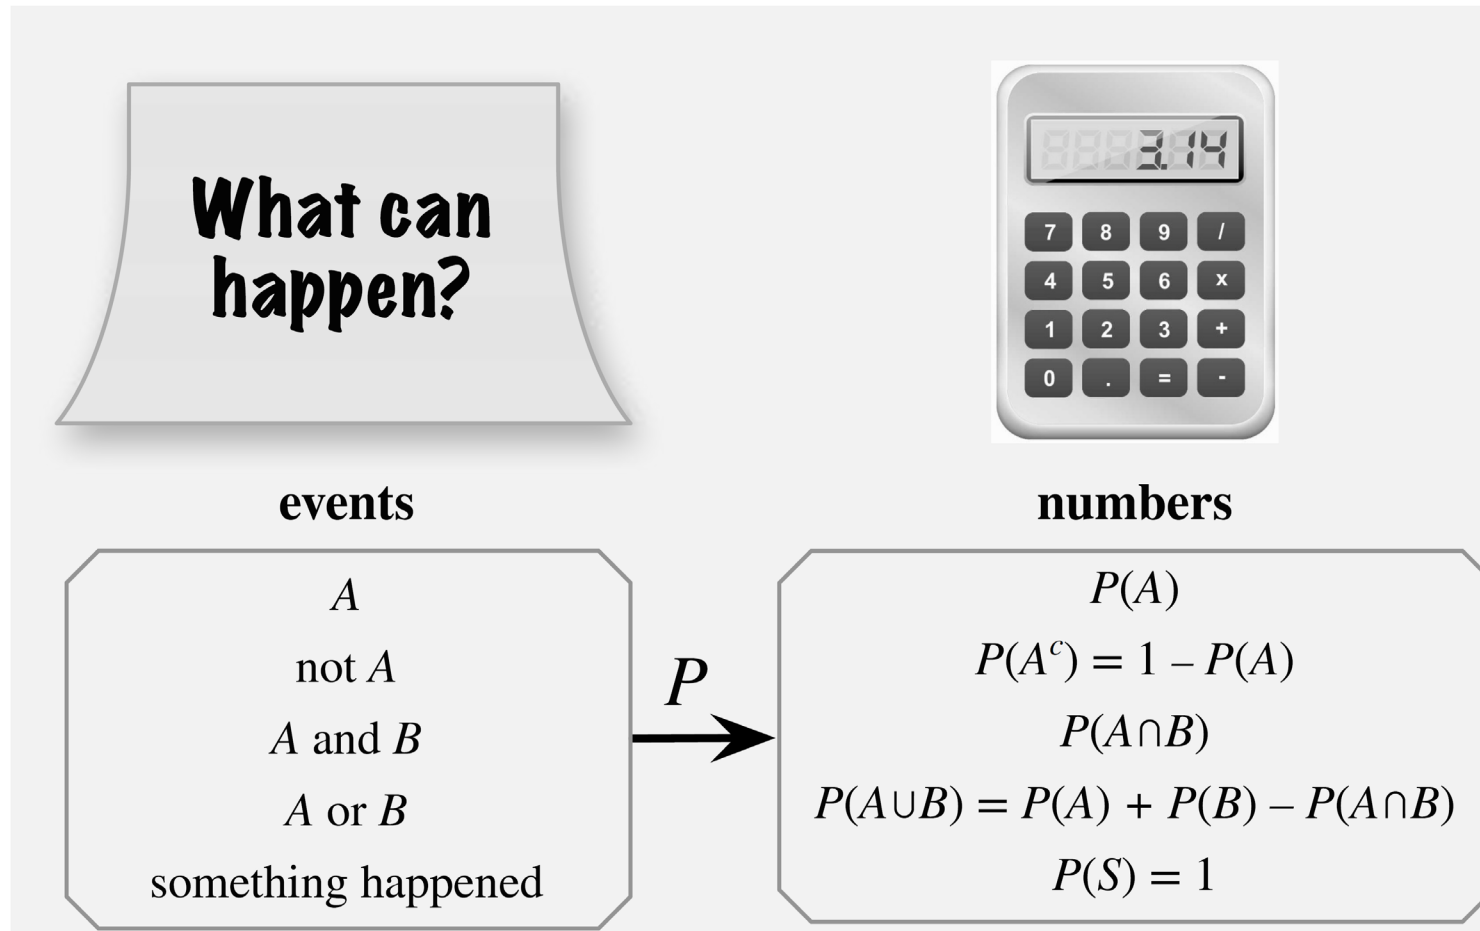 What can
happen?
3.14
7 8 9 /
4 5 6 x
1 2 3 +
0 . = -
events
numbers
A
not A
A and B
A or B
something happened
P
P(A)
P(Aᶜ) = 1 – P(A)
P(A∩B)
P(A∪B) = P(A) + P(B) – P(A∩B)
P(S) = 1